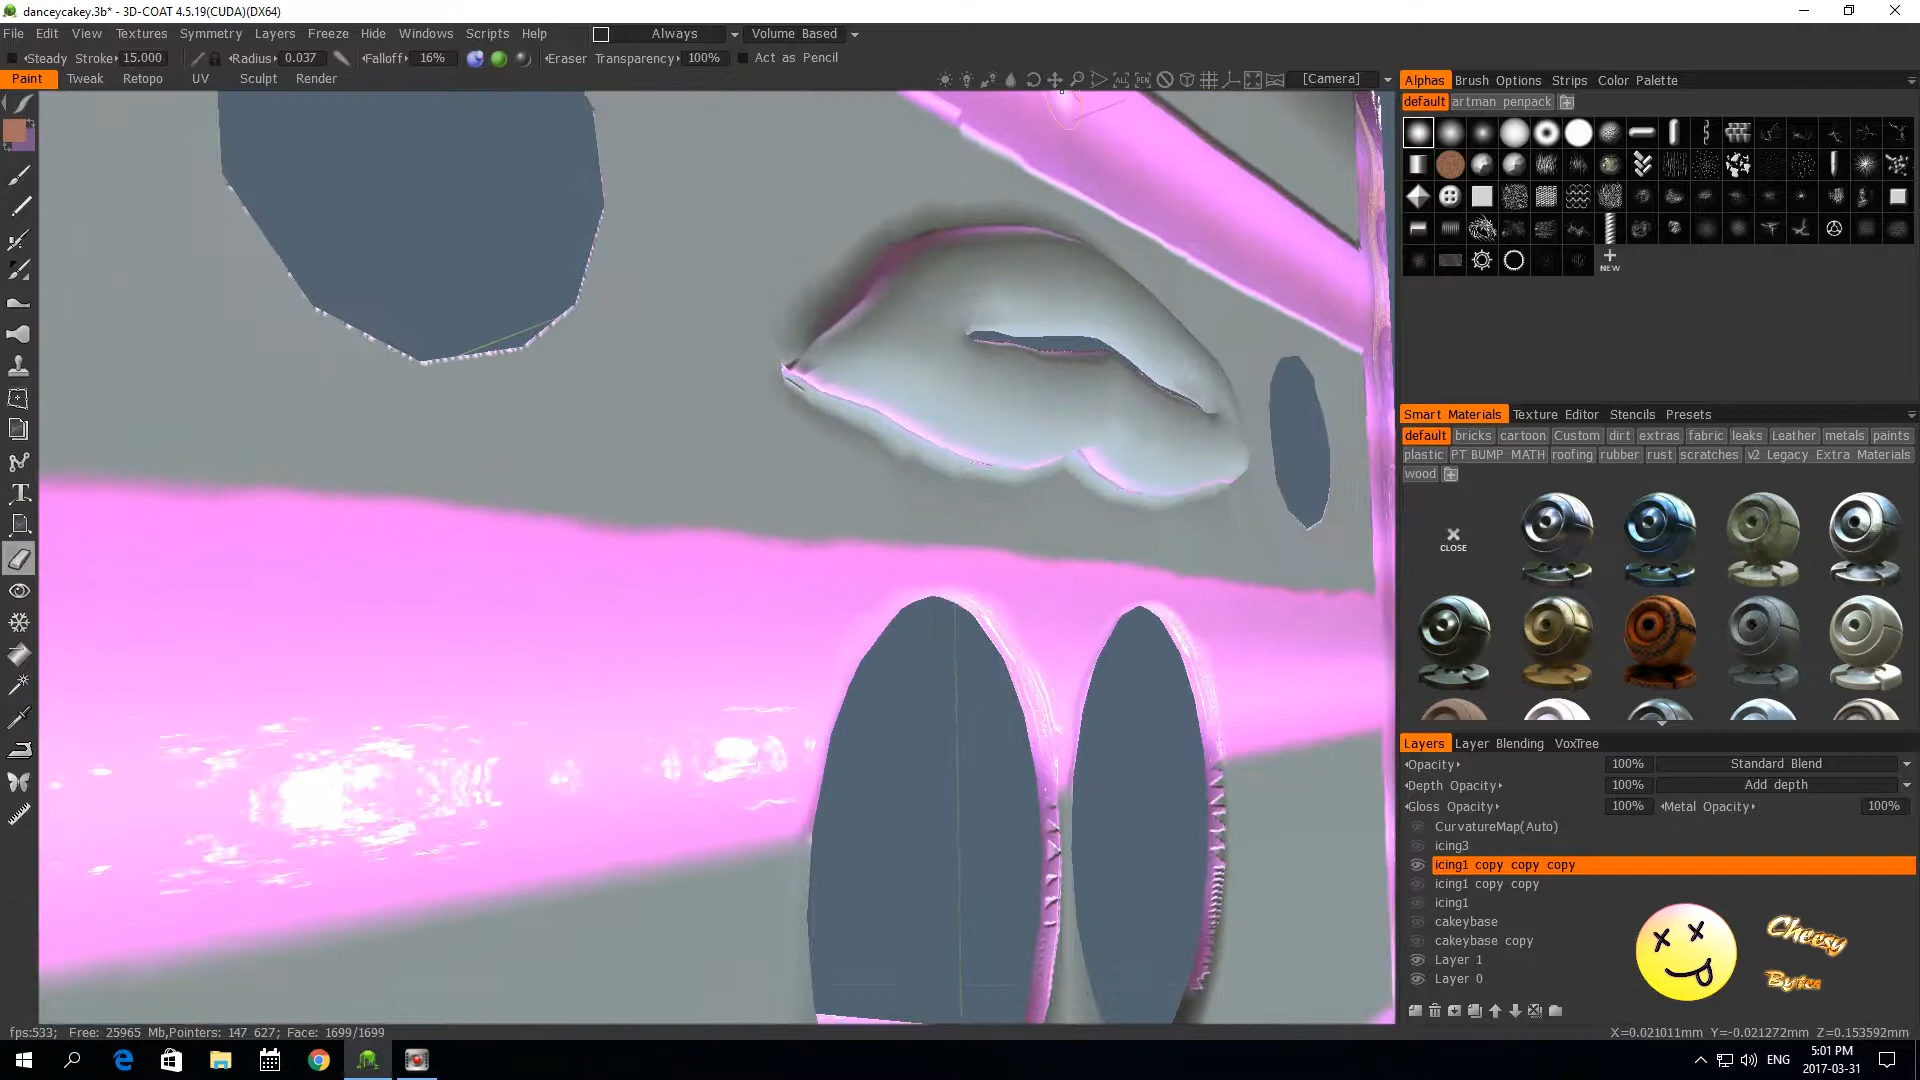 danceycakey.3b* - 3D-COAT 4.5.19(CUDA)(DX64)
File Edit View Textures Symmetry Layers Freeze Hide Windows Scripts Help Always Volume Based
Steady Stroke 15.000 Radius 0.037 Falloff 16% Eraser Transparency 100% Act as Pencil
Paint Tweak Retopo UV Sculpt Render [Camera]
Alphas Brush Options Strips Color Palette
default artman penpack
NEW
Smart Materials Texture Editor Stencils Presets
default bricks cartoon Custom dirt extras fabric leaks Leather metals paints
plastic PT BUMP MATH roofing rubber rust scratches v2 Legacy Extra Materials
wood
CLOSE
Layers Layer Blending VoxTree
Opacity 100% Standard Blend
Depth Opacity 100% Add depth
Gloss Opacity 100% Metal Opacity 100%
CurvatureMap(Auto)
icing3
icing1 copy copy copy
icing1 copy copy
icing1
cakeybase
cakeybase copy
Layer 1
Layer 0
Cheesy
Bytes
fps:533; Free: 25965 Mb,Pointers: 147 627; Face: 1699/1699
X=0.021011mm Y=-0.021272mm Z=0.153592mm
ENG
5:01 PM
2017-03-31